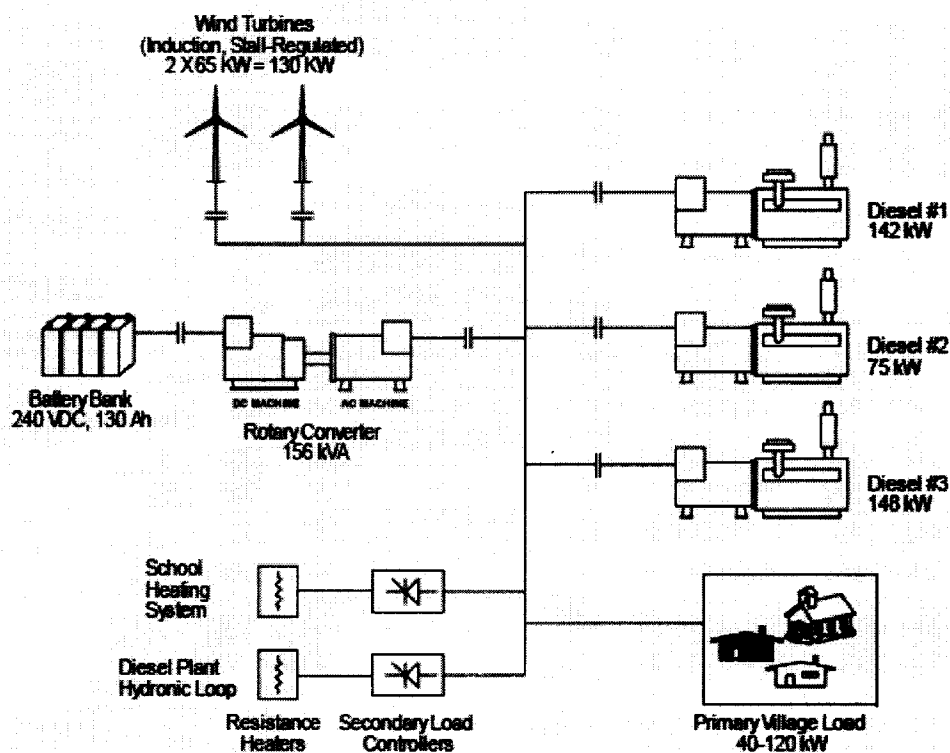 Wind Turbines
(Induction, Stall-Regulated)
2 X 65 KW = 130 KW
Diesel #1
142 kW
Diesel #2
75 kW
Battery Bank
240 VDC, 130 Ah
DC MACHINE
AC MACHINE
Rotary Converter
156 kVA
Diesel #3
148 kW
School
Heating
System
Diesel Plant
Hydronic Loop
Resistance
Heaters
Secondary Load
Controllers
Primary Village Load
40-120 kW